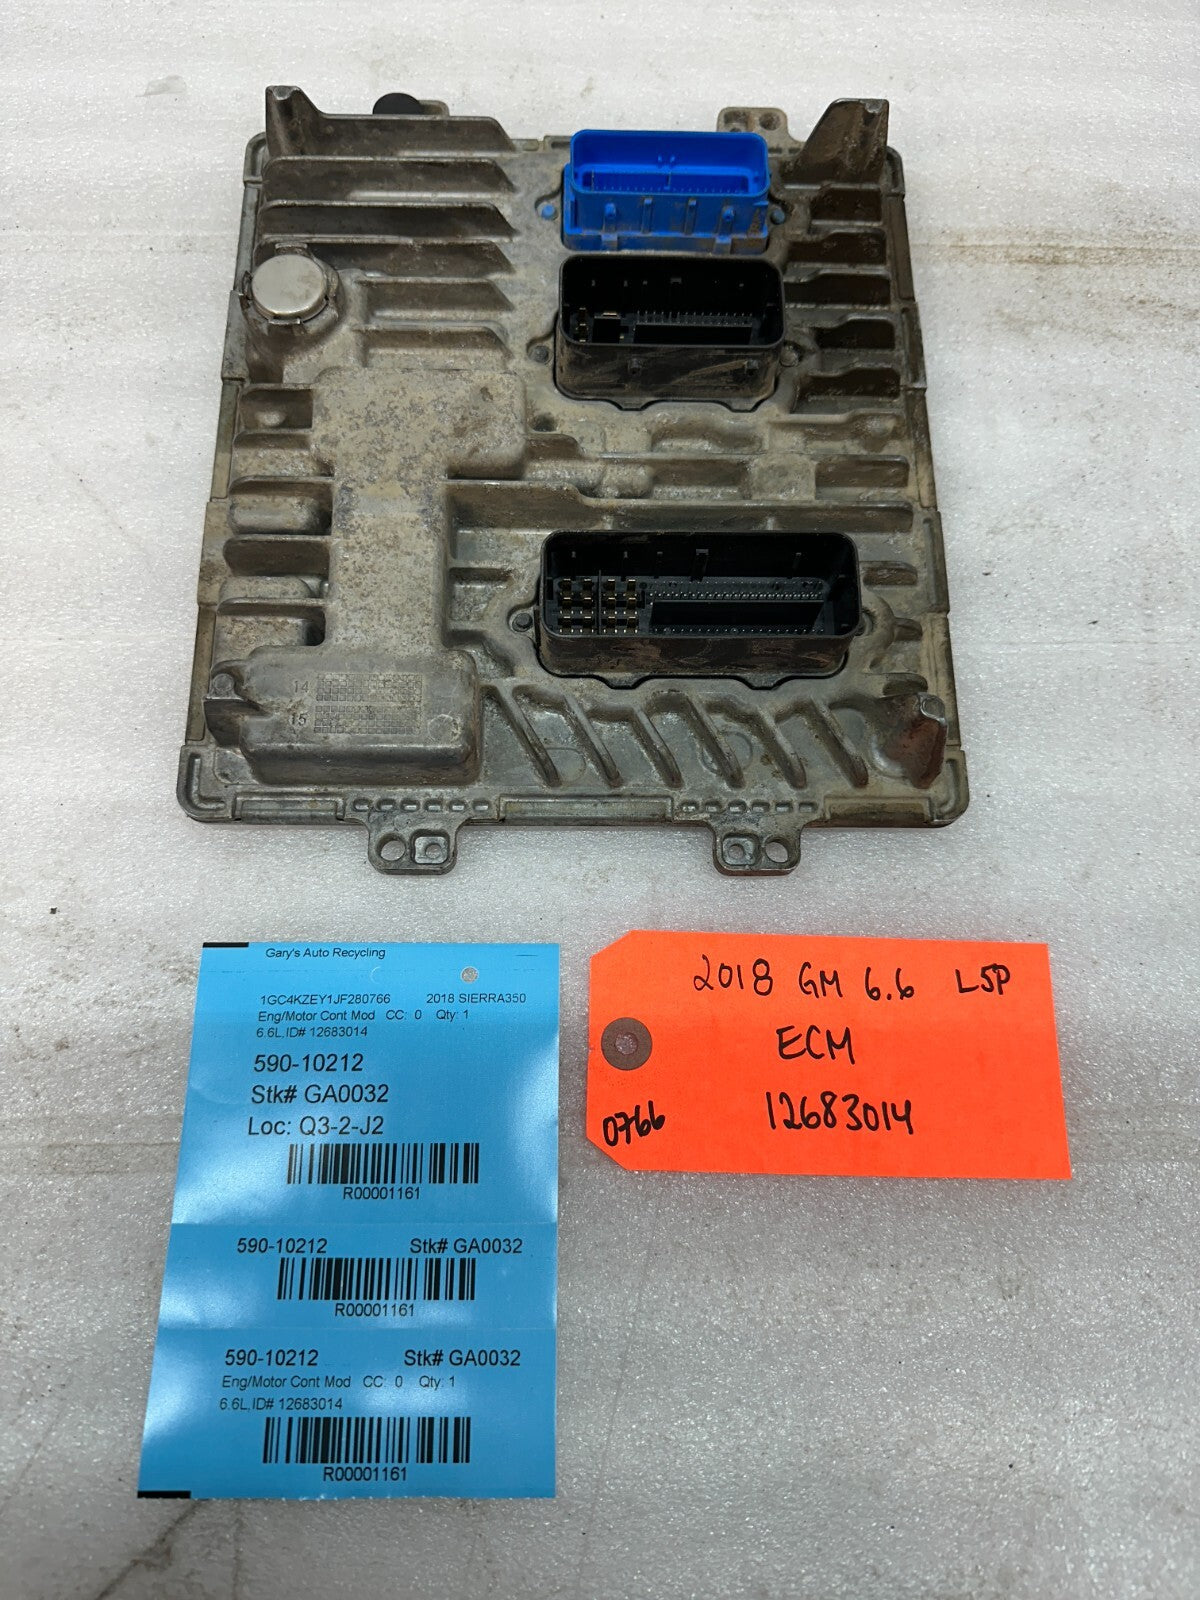 14
15
Gary's Auto Recycling
1GC4KZEY1JF280766 2018 SIERRA350
Eng/Motor Cont Mod CC: 0 Qty: 1
6.6L,ID# 12683014
590-10212
Stk# GA0032
Loc: Q3-2-J2
R00001161
590-10212 Stk# GA0032
R00001161
590-10212 Stk# GA0032
Eng/Motor Cont Mod CC: 0 Qty: 1
6.6L,ID# 12683014
R00001161
2018 GM 6.6 L5P
ECM
12683014
0766